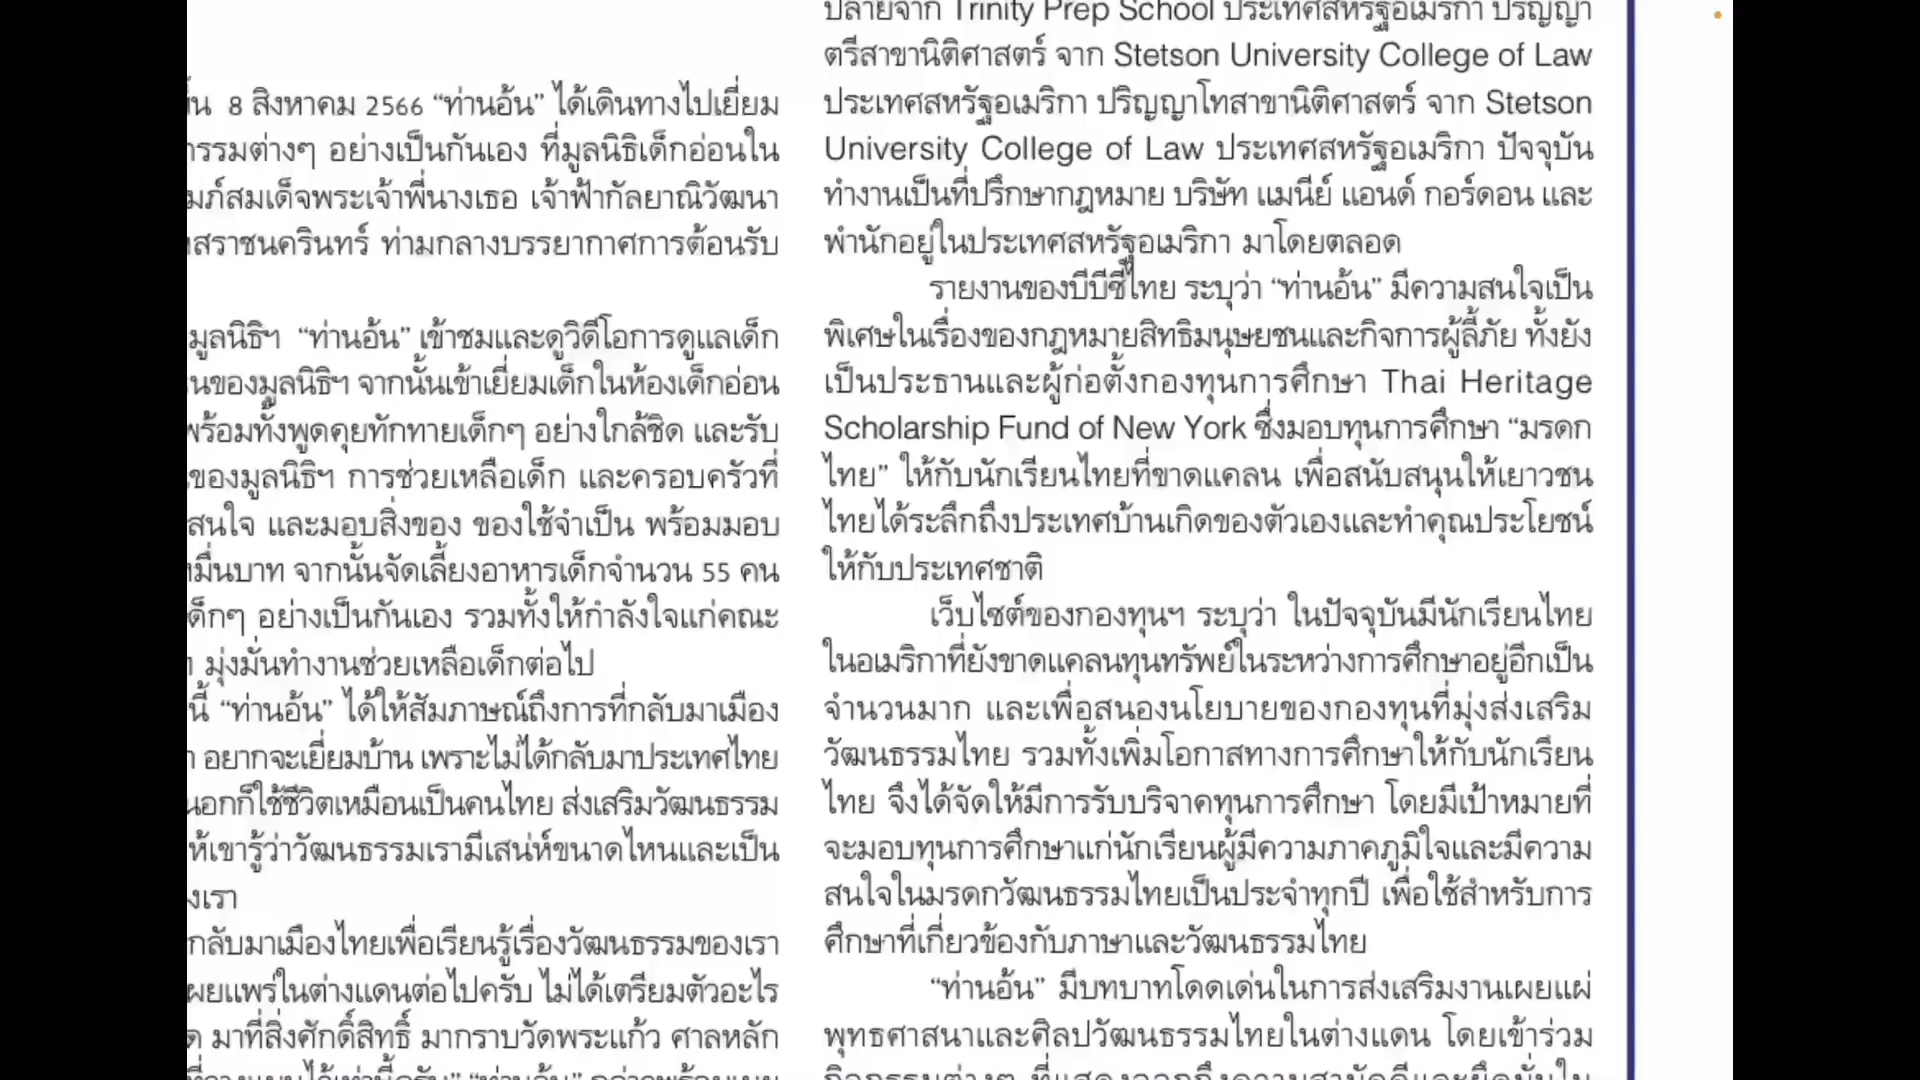 8 สิงหาคม 2566 “ท่านอ้น” ได้เดินทางไปเยี่ยม
อย่างเป็นกันเอง ที่มูลนิธิเด็กอ่อนใน
สมเด็จพระเจ้าพี่นางเธอ เจ้าฟ้ากัลยาณิวัฒนา
ท่ามกลางบรรยากาศการต้อนรับ
มูลนิธิฯ “ท่านอ้น” เข้าชมและดูวิดีโอการดูแลเด็ก
ของมูลนิธิฯ จากนั้นเข้าเยี่ยมเด็กในห้องเด็กอ่อน
พร้อมทั้งพูดคุยทักทายเด็กๆ อย่างใกล้ชิด และรับ
ของมูลนิธิฯ การช่วยเหลือเด็ก และครอบครัวที่
สนใจ และมอบสิ่งของ ของใช้จำเป็น พร้อมมอบ
หมื่นบาท จากนั้นจัดเลี้ยงอาหารเด็กจำนวน 55 คน
เด็กๆ อย่างเป็นกันเอง รวมทั้งให้กำลังใจแก่คณะ
มุ่งมั่นทำงานช่วยเหลือเด็กต่อไป
นี้ “ท่านอ้น” ได้ให้สัมภาษณ์ถึงการที่กลับมาเมือง
อยากจะเยี่ยมบ้าน เพราะไม่ได้กลับมาประเทศไทย
นอกก็ใช้ชีวิตเหมือนเป็นคนไทย ส่งเสริมวัฒนธรรม
ให้เขารู้ว่าวัฒนธรรมเรามีเสน่ห์ขนาดไหนและเป็น
งเรา
กลับมาเมืองไทยเพื่อเรียนรู้เรื่องวัฒนธรรมของเรา
เผยแพร่ในต่างแดนต่อไปครับ ไม่ได้เตรียมตัวอะไร
มาที่สิ่งศักดิ์สิทธิ์ มากราบวัดพระแก้ว ศาลหลัก
ปลายจาก Trinity Prep School ประเทศสหรัฐอเมริกา ปริญญา
ตรีสาขานิติศาสตร์ จาก Stetson University College of Law
ประเทศสหรัฐอเมริกา ปริญญาโทสาขานิติศาสตร์ จาก Stetson
University College of Law ประเทศสหรัฐอเมริกา ปัจจุบัน
ทำงานเป็นที่ปรึกษากฎหมาย บริษัท แมนีย์ แอนด์ กอร์ดอน และ
พำนักอยู่ในประเทศสหรัฐอเมริกา มาโดยตลอด
รายงานของบีบีซีไทย ระบุว่า “ท่านอ้น” มีความสนใจเป็น
พิเศษในเรื่องของกฎหมายสิทธิมนุษยชนและกิจการผู้ลี้ภัย ทั้งยัง
เป็นประธานและผู้ก่อตั้งกองทุนการศึกษา Thai Heritage
Scholarship Fund of New York ซึ่งมอบทุนการศึกษา “มรดก
ไทย” ให้กับนักเรียนไทยที่ขาดแคลน เพื่อสนับสนุนให้เยาวชน
ไทยได้ระลึกถึงประเทศบ้านเกิดของตัวเองและทำคุณประโยชน์
ให้กับประเทศชาติ
เว็บไซต์ของกองทุนฯ ระบุว่า ในปัจจุบันมีนักเรียนไทย
ในอเมริกาที่ยังขาดแคลนทุนทรัพย์ในระหว่างการศึกษาอยู่อีกเป็น
จำนวนมาก และเพื่อสนองนโยบายของกองทุนที่มุ่งส่งเสริม
วัฒนธรรมไทย รวมทั้งเพิ่มโอกาสทางการศึกษาให้กับนักเรียน
ไทย จึงได้จัดให้มีการรับบริจาคทุนการศึกษา โดยมีเป้าหมายที่
จะมอบทุนการศึกษาแก่นักเรียนผู้มีความภาคภูมิใจและมีความ
สนใจในมรดกวัฒนธรรมไทยเป็นประจำทุกปี เพื่อใช้สำหรับการ
ศึกษาที่เกี่ยวข้องกับภาษาและวัฒนธรรมไทย
“ท่านอ้น” มีบทบาทโดดเด่นในการส่งเสริมงานเผยแผ่
พุทธศาสนาและศิลปวัฒนธรรมไทยในต่างแดน โดยเข้าร่วม
กิจกรรมต่างๆ ที่แสดงออกถึงความสามัคคีและยึดมั่นใน